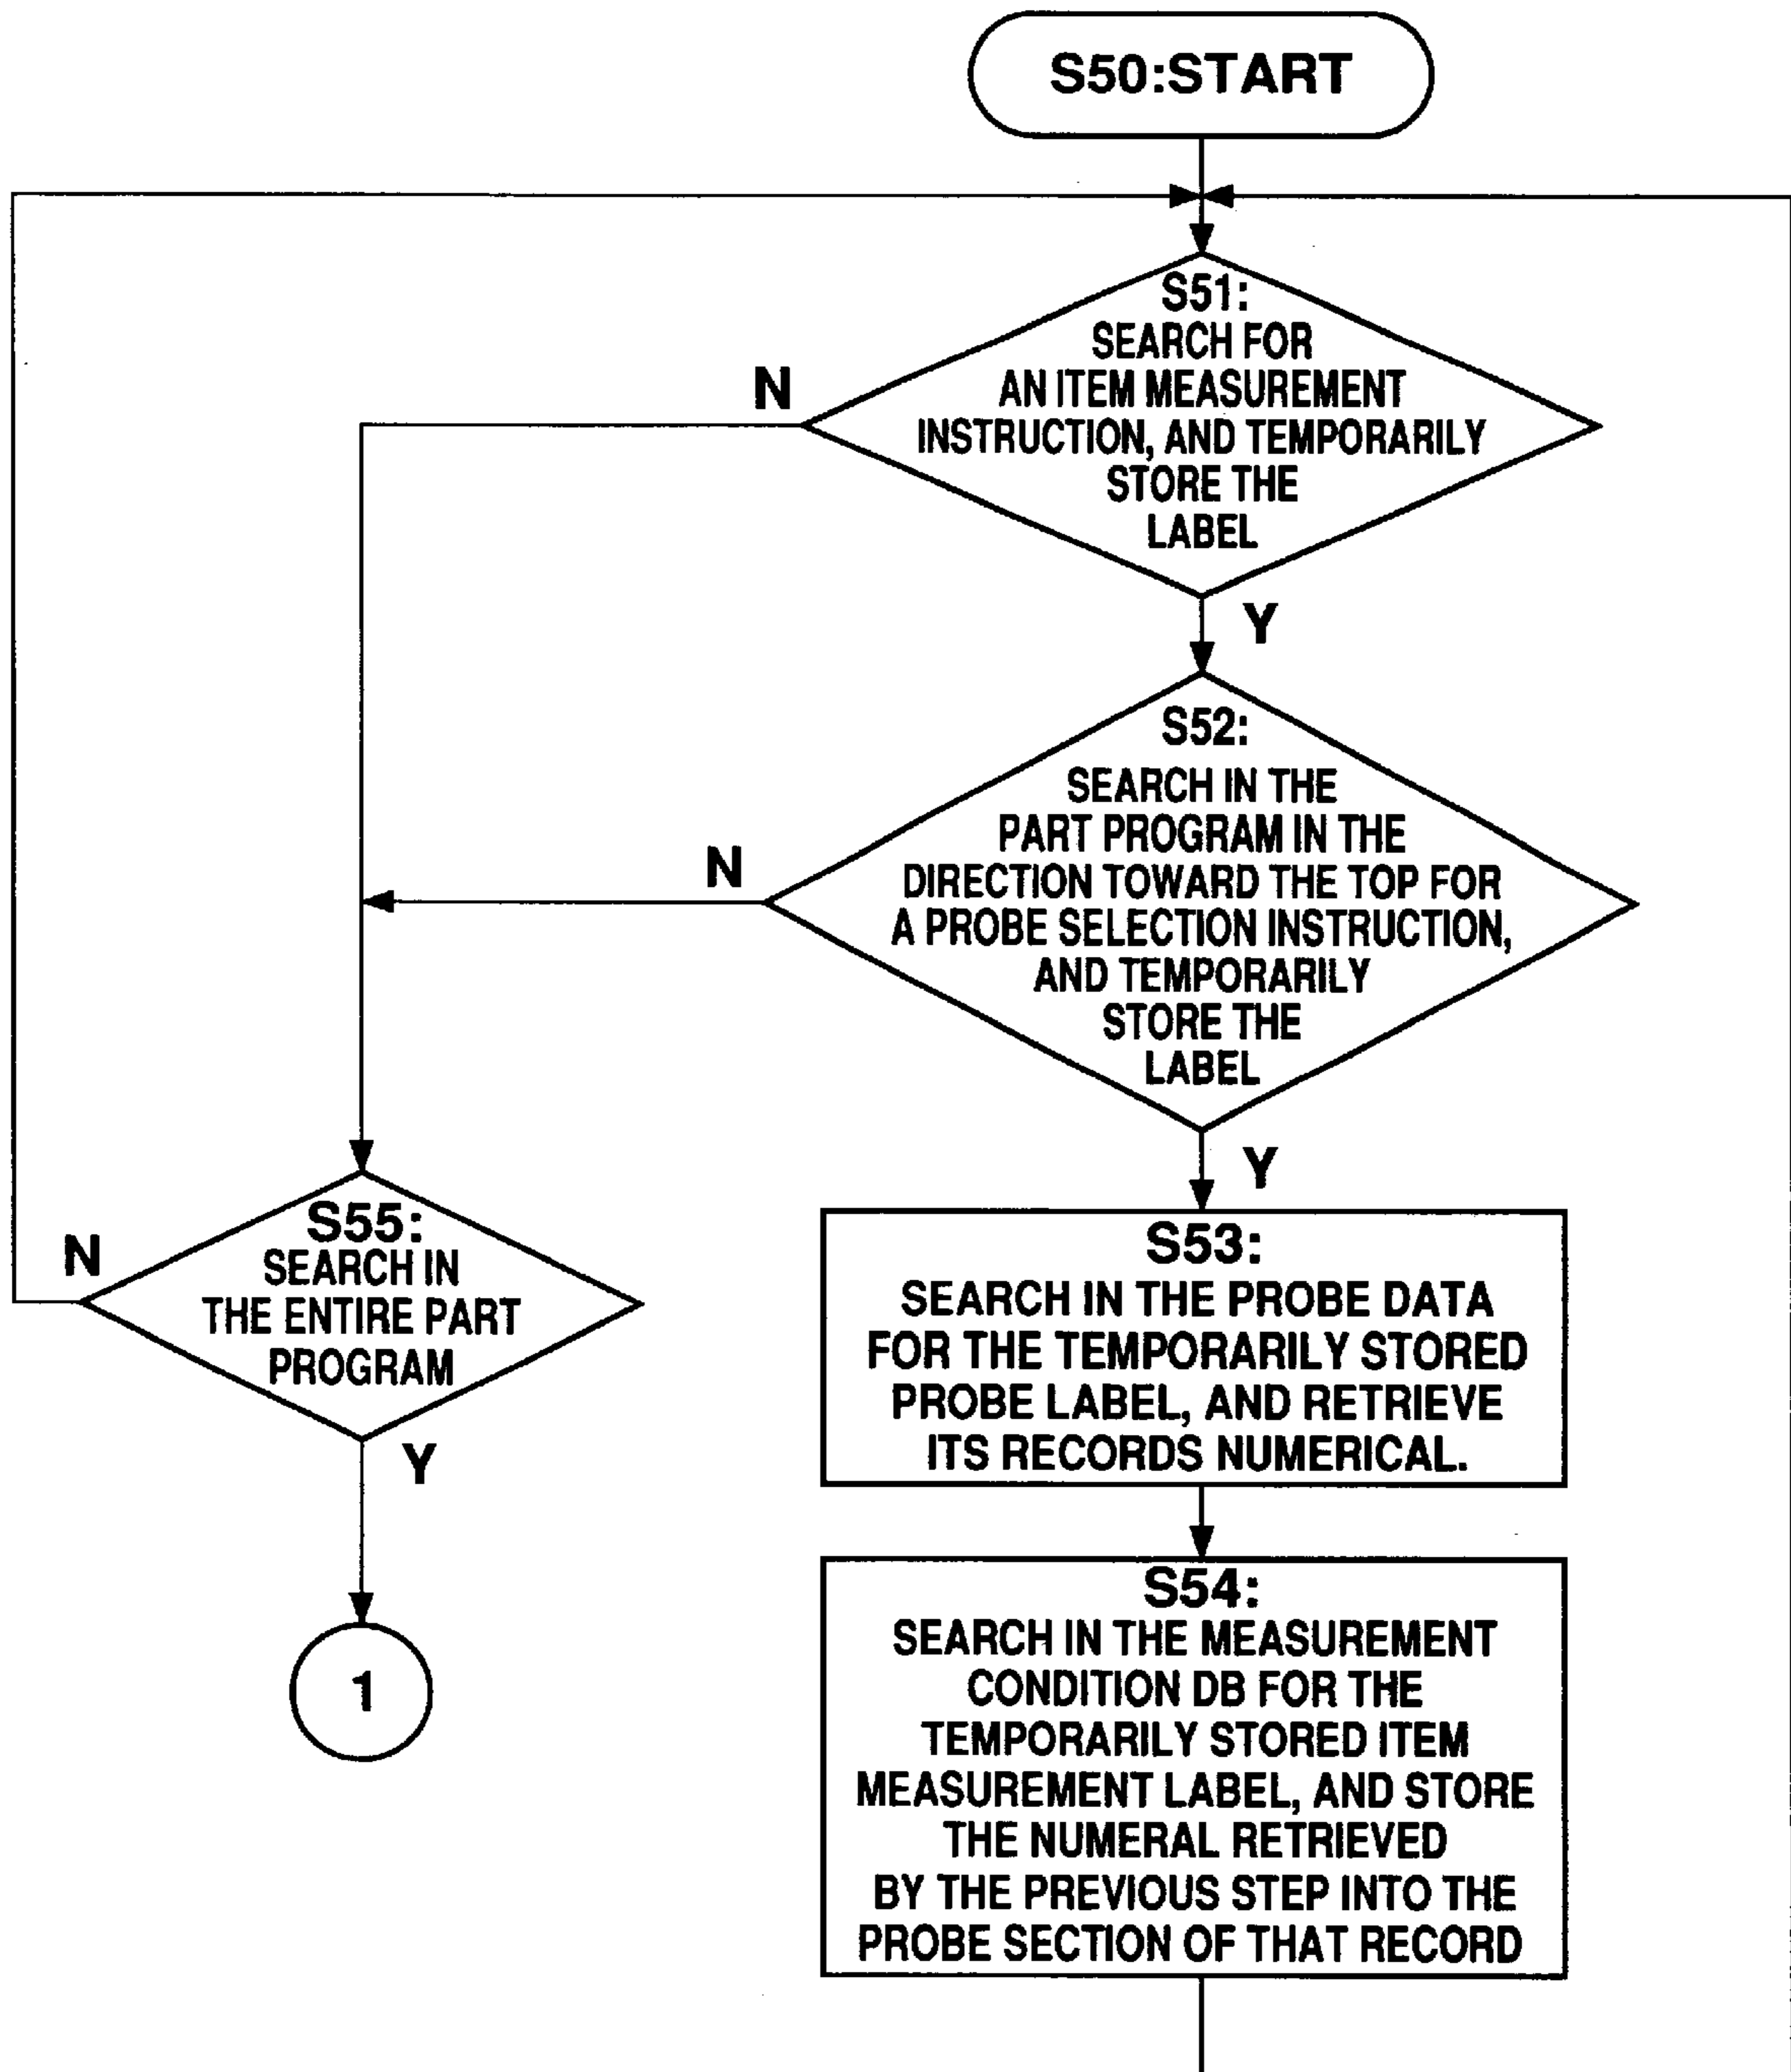 S50:START
S51:
SEARCH FOR
AN ITEM MEASUREMENT
INSTRUCTION, AND TEMPORARILY
STORE THE
LABEL
N
Y
S52:
SEARCH IN THE
PART PROGRAM IN THE
DIRECTION TOWARD THE TOP FOR
A PROBE SELECTION INSTRUCTION,
AND TEMPORARILY
STORE THE
LABEL
N
Y
S53:
SEARCH IN THE PROBE DATA
FOR THE TEMPORARILY STORED
PROBE LABEL, AND RETRIEVE
ITS RECORDS NUMERICAL.
S54:
SEARCH IN THE MEASUREMENT
CONDITION DB FOR THE
TEMPORARILY STORED ITEM
MEASUREMENT LABEL, AND STORE
THE NUMERAL RETRIEVED
BY THE PREVIOUS STEP INTO THE
PROBE SECTION OF THAT RECORD
S55:
SEARCH IN
THE ENTIRE PART
PROGRAM
N
Y
1